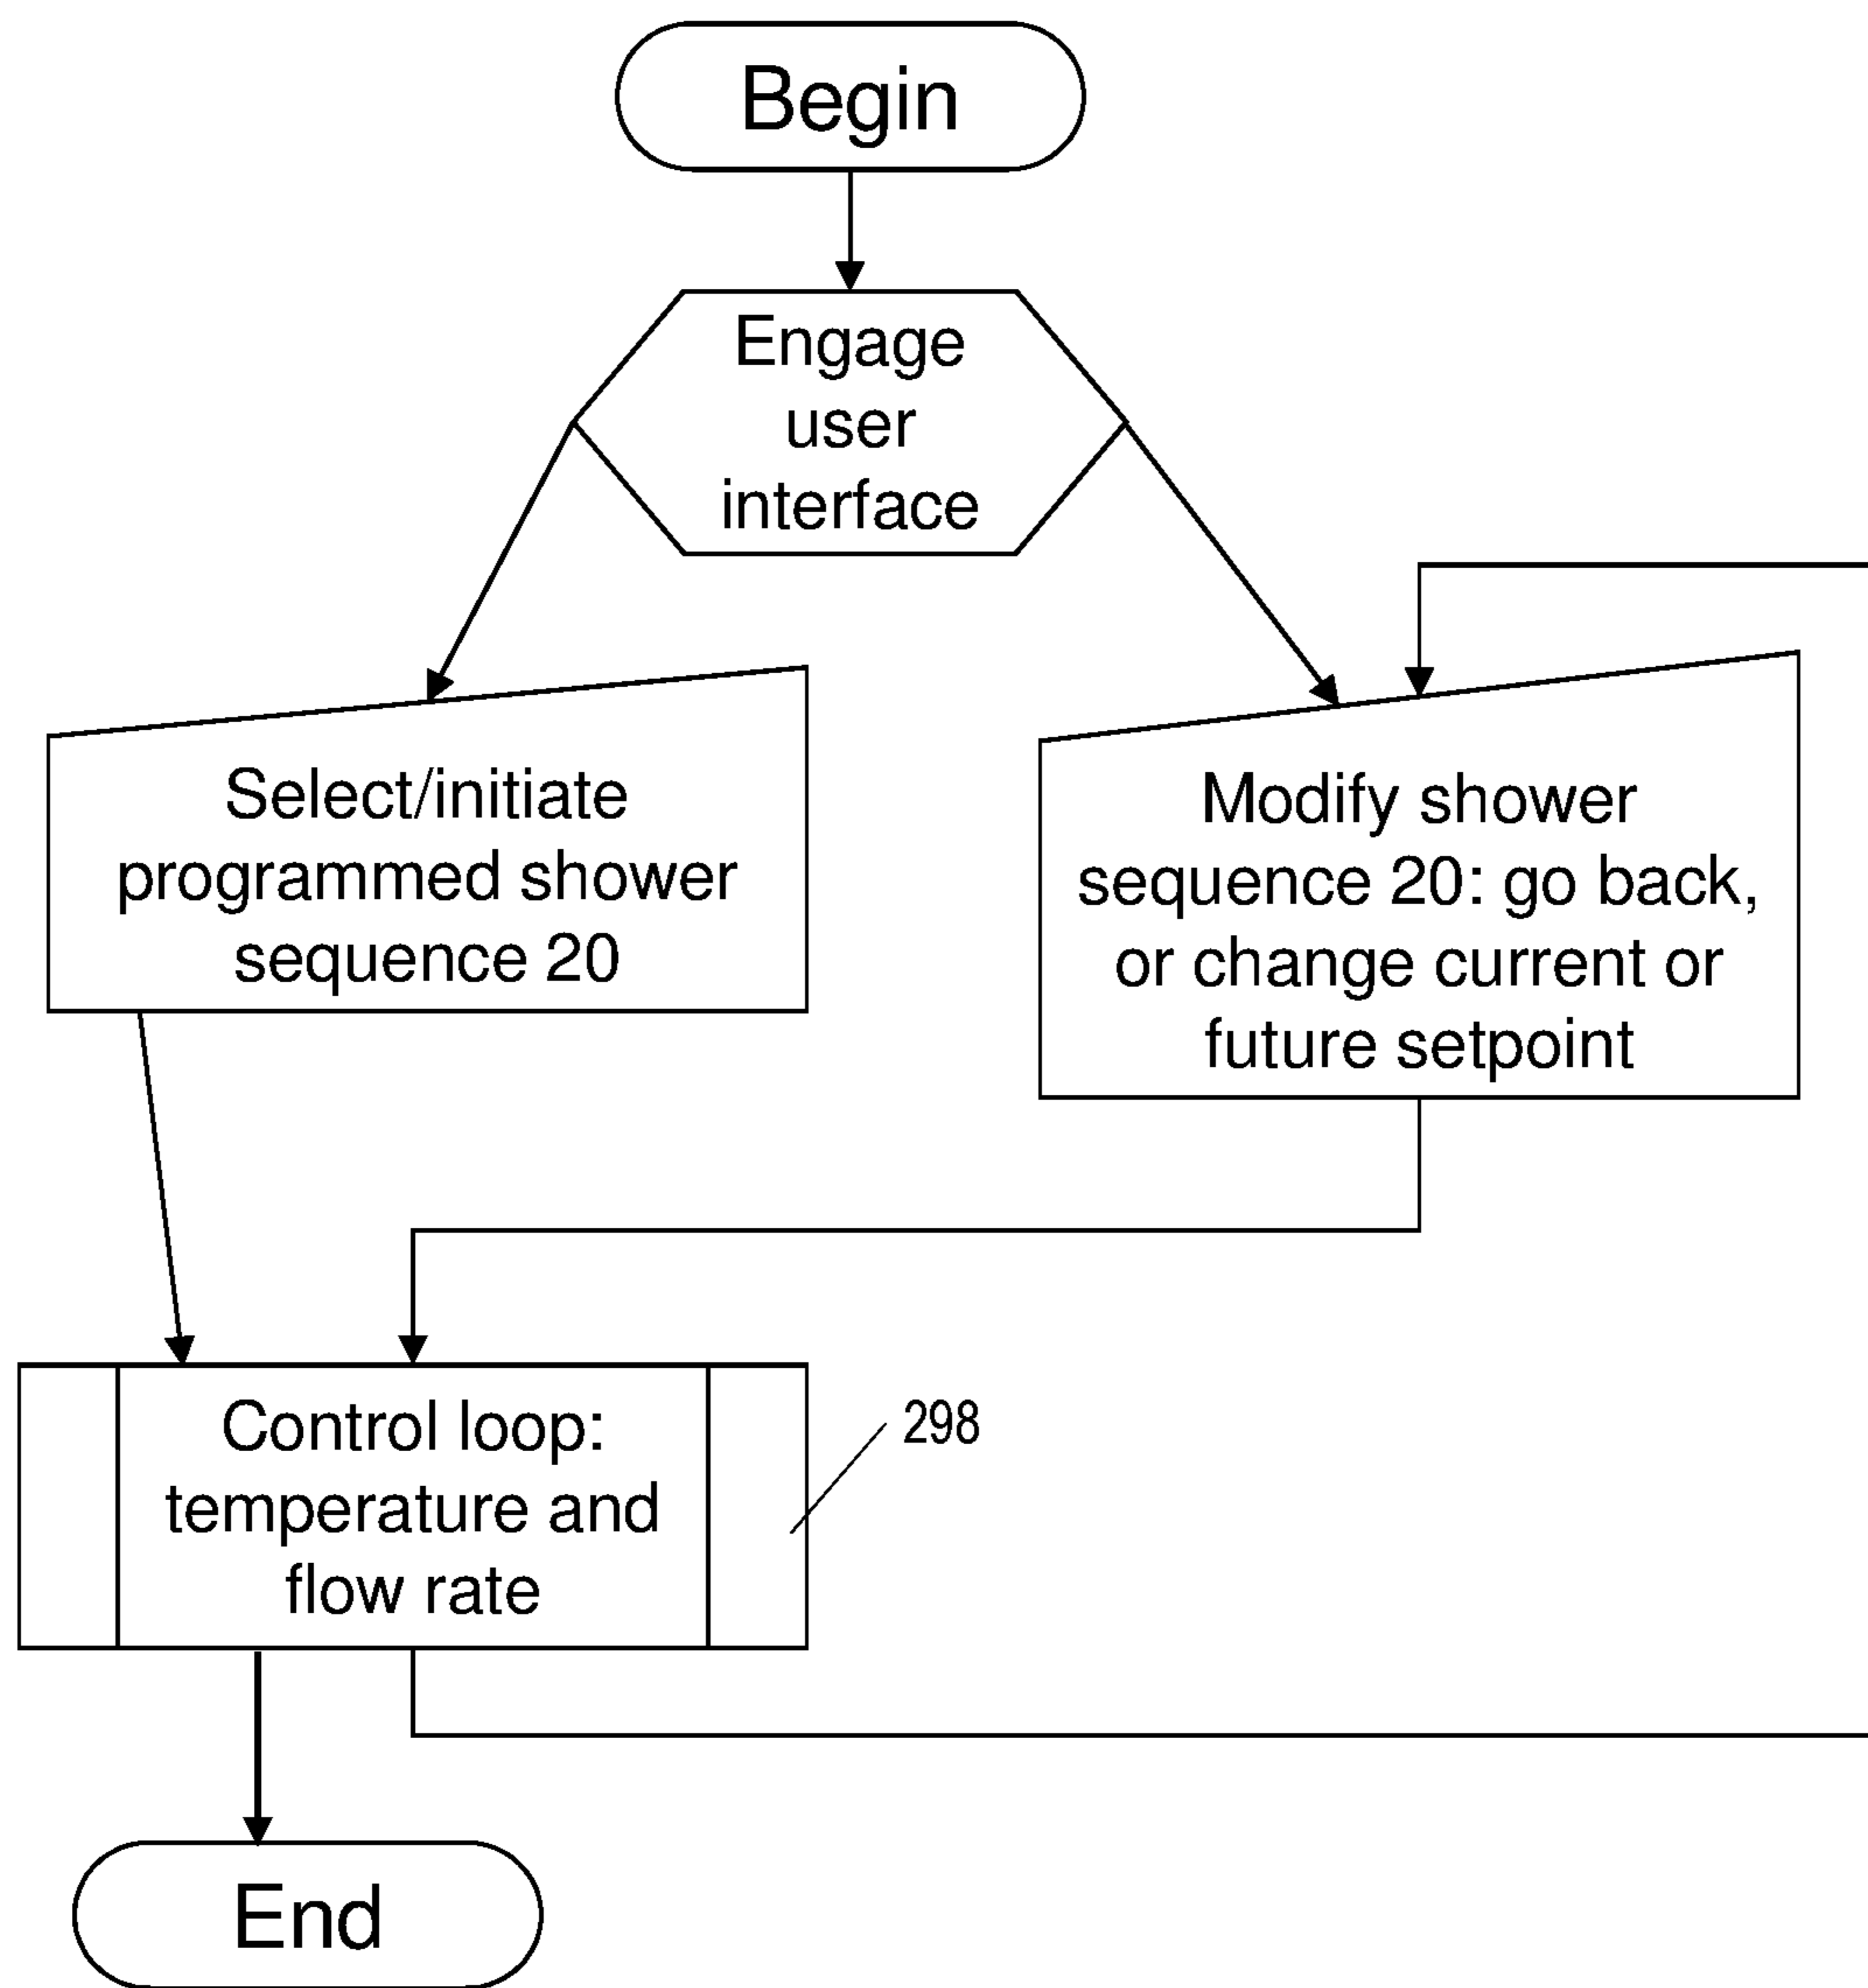 Begin
Engage
user
interface
Select/initiate
programmed shower
sequence 20
Modify shower
sequence 20: go back,
or change current or
future setpoint
Control loop:
temperature and
flow rate
298
End